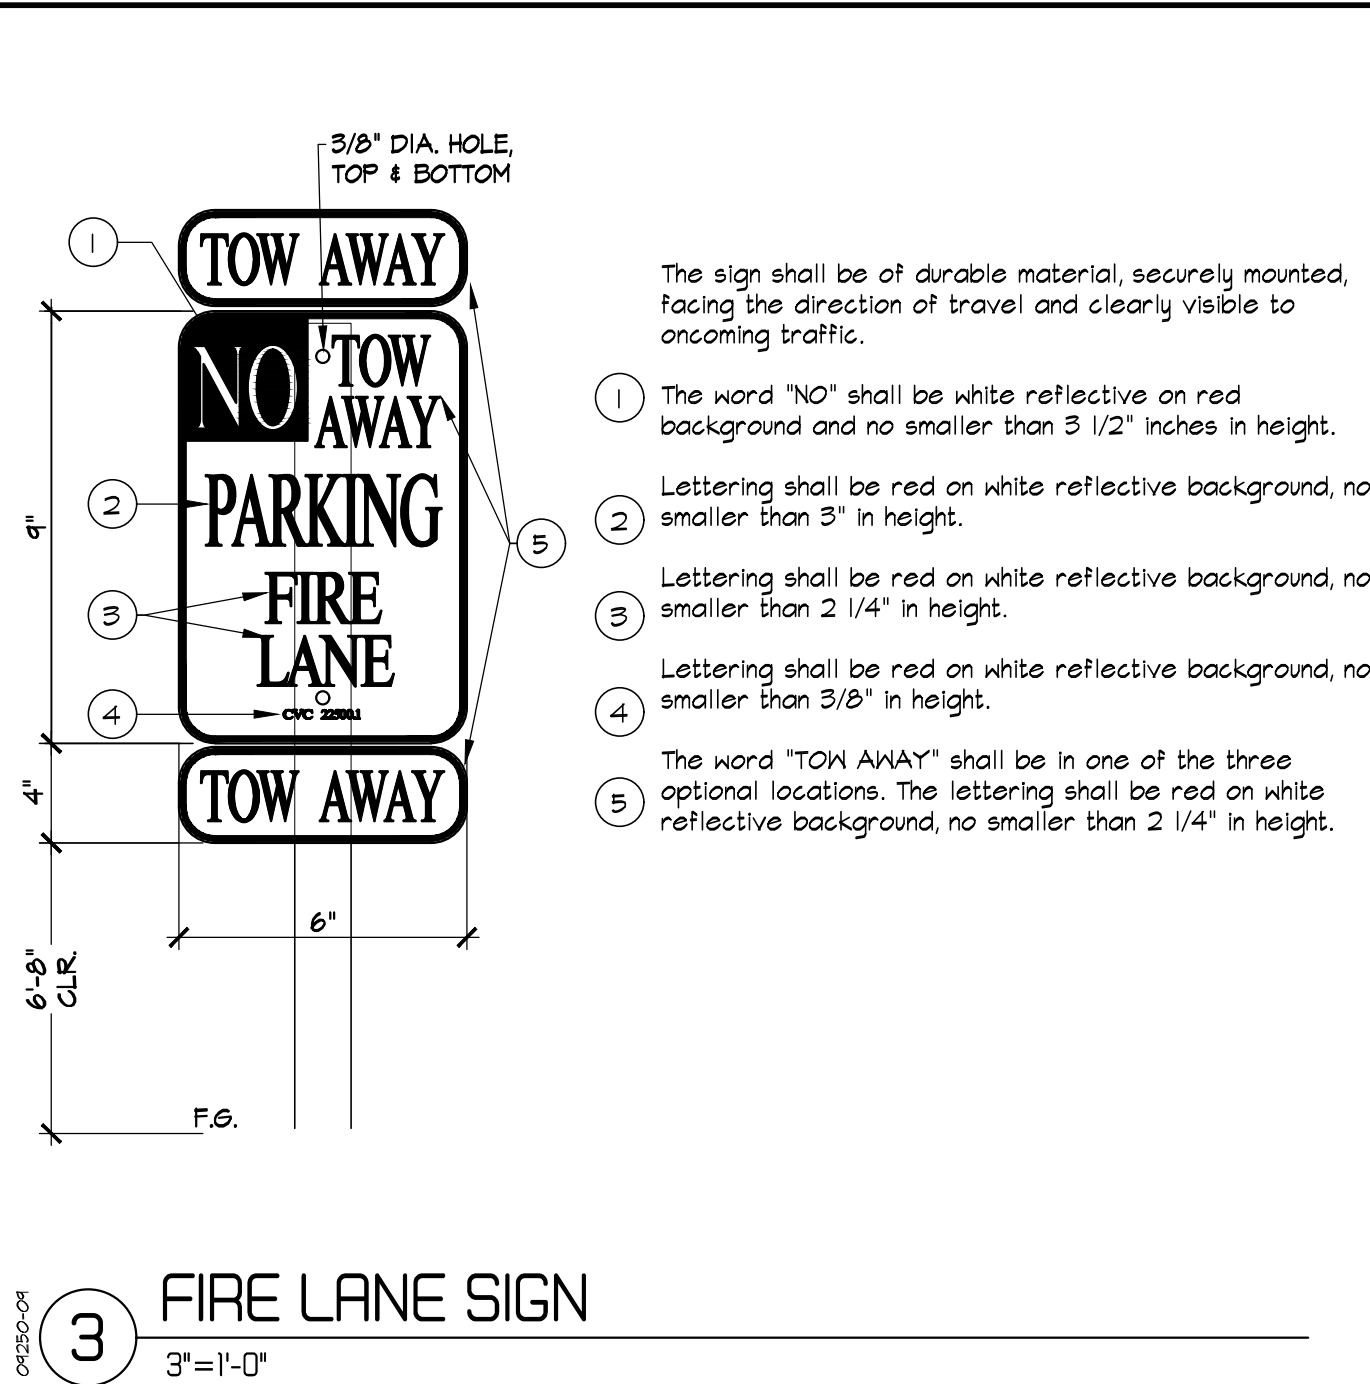 3/8" DIA. HOLE,
TOP & BOTTOM
1
TOW AWAY
NO
TOW
AWAY
2
PARKING
9"
5
3
FIRE
LANE
4
CVC 22500.1
4"
TOW AWAY
6"
6'-8"
CLR.
F.G.
The sign shall be of durable material, securely mounted,
facing the direction of travel and clearly visible to
oncoming traffic.
1
The word "NO" shall be white reflective on red
background and no smaller than 3 1/2" inches in height.
2
Lettering shall be red on white reflective background, no
smaller than 3" in height.
3
Lettering shall be red on white reflective background, no
smaller than 2 1/4" in height.
4
Lettering shall be red on white reflective background, no
smaller than 3/8" in height.
5
The word "TOW AWAY" shall be in one of the three
optional locations. The lettering shall be red on white
reflective background, no smaller than 2 1/4" in height.
09250-09
3
FIRE LANE SIGN
3"=1'-0"